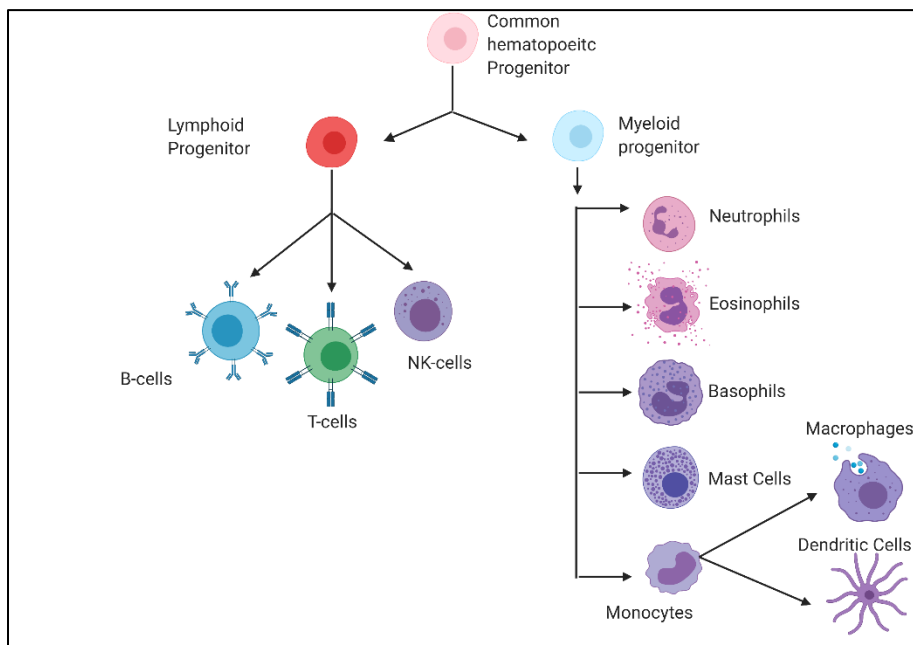 Common
hematopoeitc
Progenitor
Lymphoid
Progenitor
Myeloid
progenitor
Neutrophils
Eosinophils
B-cells
T-cells
NK-cells
Basophils
Macrophages
Mast Cells
Dendritic Cells
Monocytes